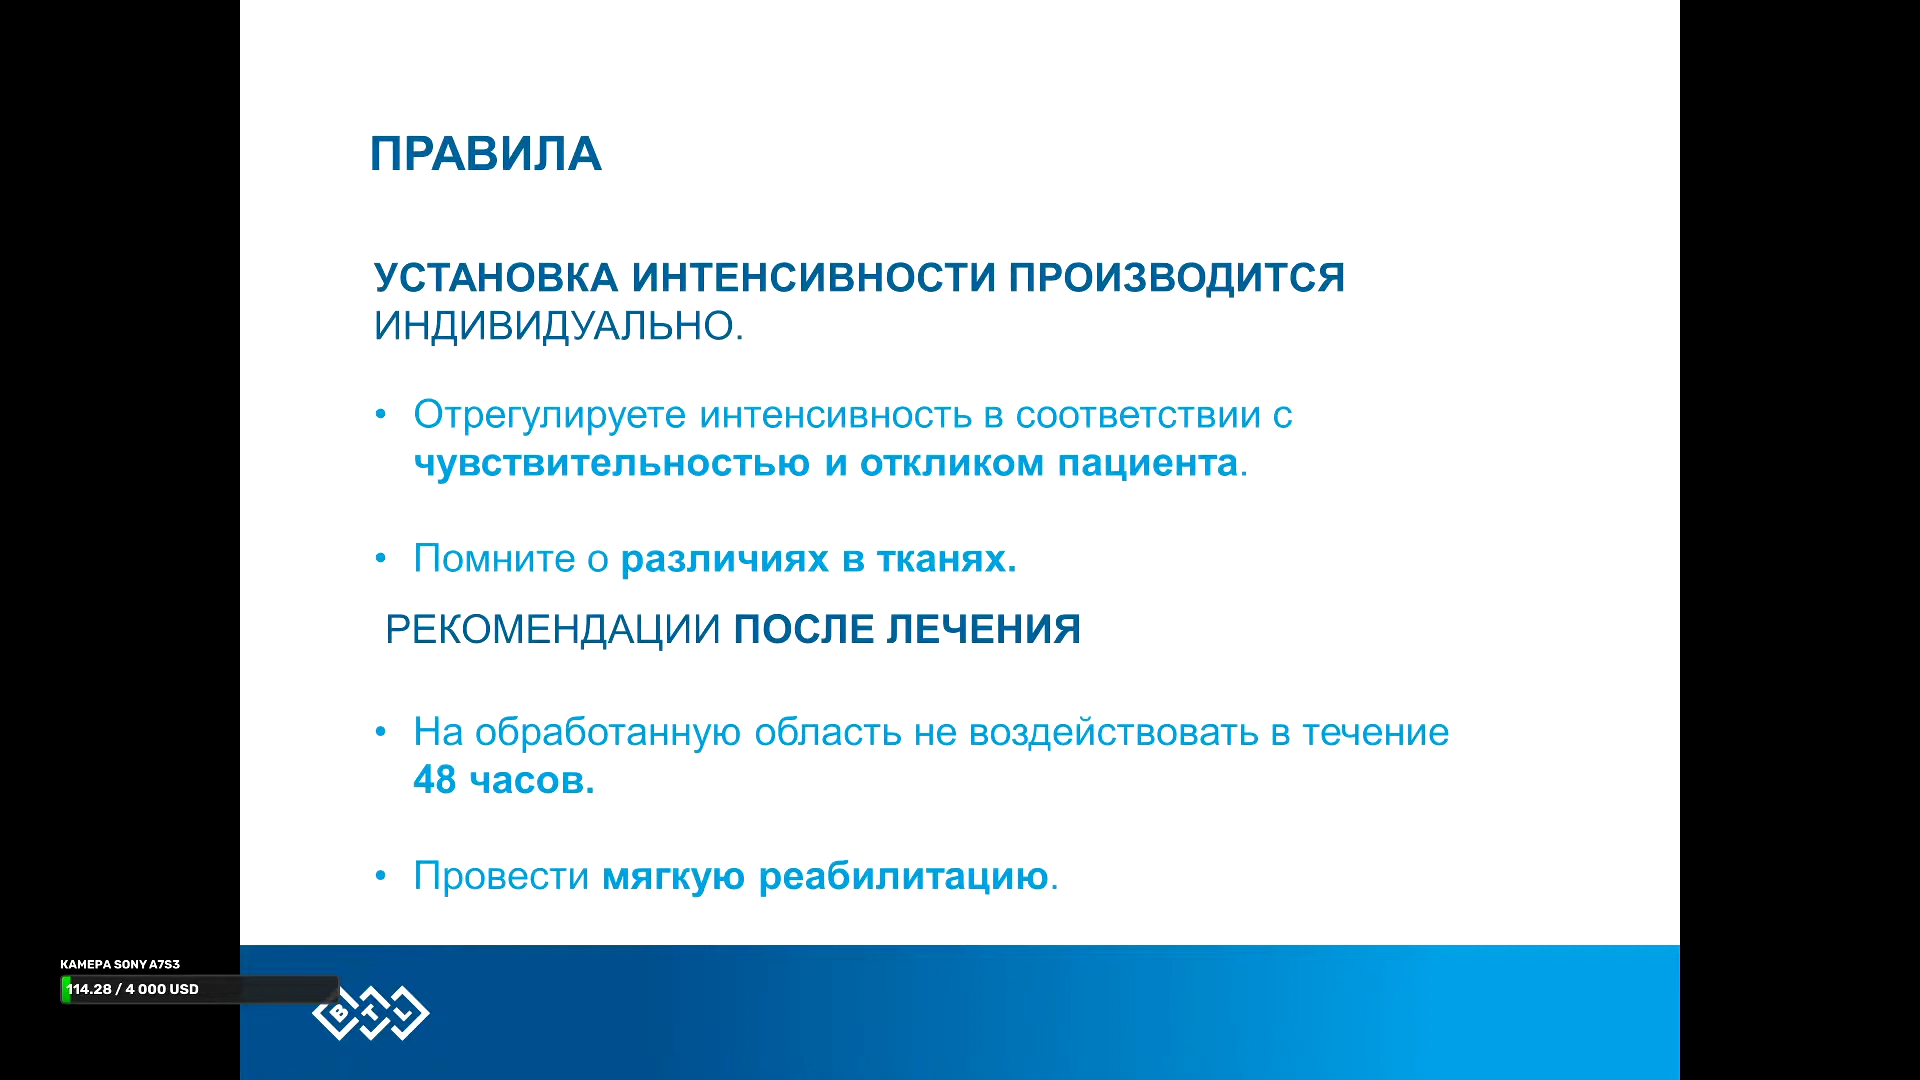 ПРАВИЛА
УСТАНОВКА ИНТЕНСИВНОСТИ ПРОИЗВОДИТСЯ
ИНДИВИДУАЛЬНО.
• Отрегулируете интенсивность в соответствии с
чувствительностью и откликом пациента.
• Помните о различиях в тканях.
РЕКОМЕНДАЦИИ ПОСЛЕ ЛЕЧЕНИЯ
• На обработанную область не воздействовать в течение
48 часов.
• Провести мягкую реабилитацию.
КАМЕРА SONY A7S3
114.28 / 4 000 USD
BTL